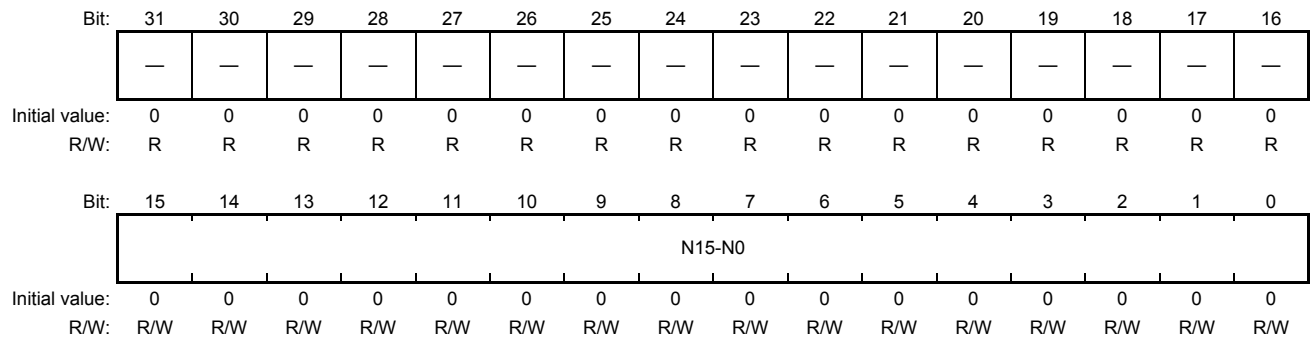 Bit: 31 30 29 28 27 26 25 24 23 22 21 20 19 18 17 16
— — — — — — — — — — — — — — — —
Initial value: 0 0 0 0 0 0 0 0 0 0 0 0 0 0 0 0
R/W: R R R R R R R R R R R R R R R R
Bit: 15 14 13 12 11 10 9 8 7 6 5 4 3 2 1 0
N15-N0
Initial value: 0 0 0 0 0 0 0 0 0 0 0 0 0 0 0 0
R/W: R/W R/W R/W R/W R/W R/W R/W R/W R/W R/W R/W R/W R/W R/W R/W R/W